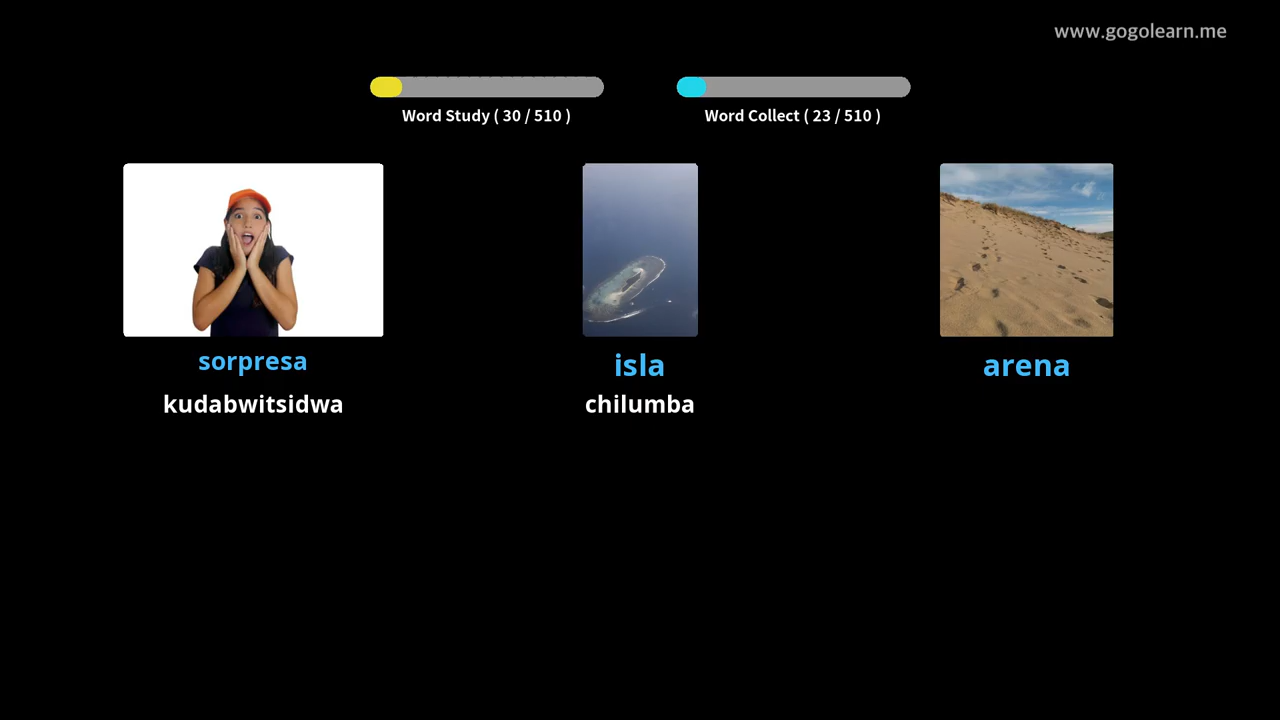 www.gogolearn.me
Word Study ( 30 / 510 )
Word Collect ( 23 / 510 )
sorpresa
kudabwitsidwa
isla
chilumba
arena